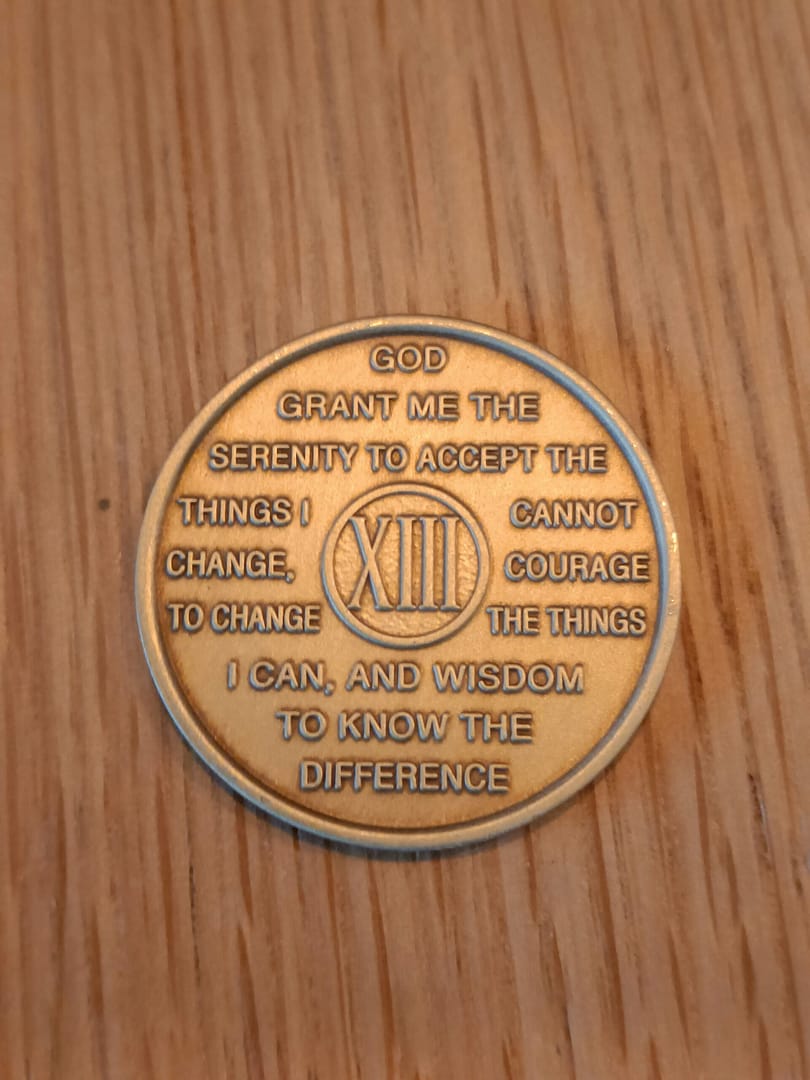 GOD
GRANT ME THE
SERENITY TO ACCEPT THE
THINGS I CANNOT
CHANGE, COURAGE
XIII
TO CHANGE THE THINGS
I CAN, AND WISDOM
TO KNOW THE
DIFFERENCE